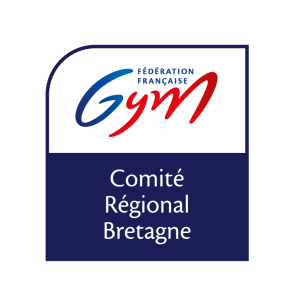 FÉDÉRATION
FRANÇAISE
Gym
Comité
Régional
Bretagne